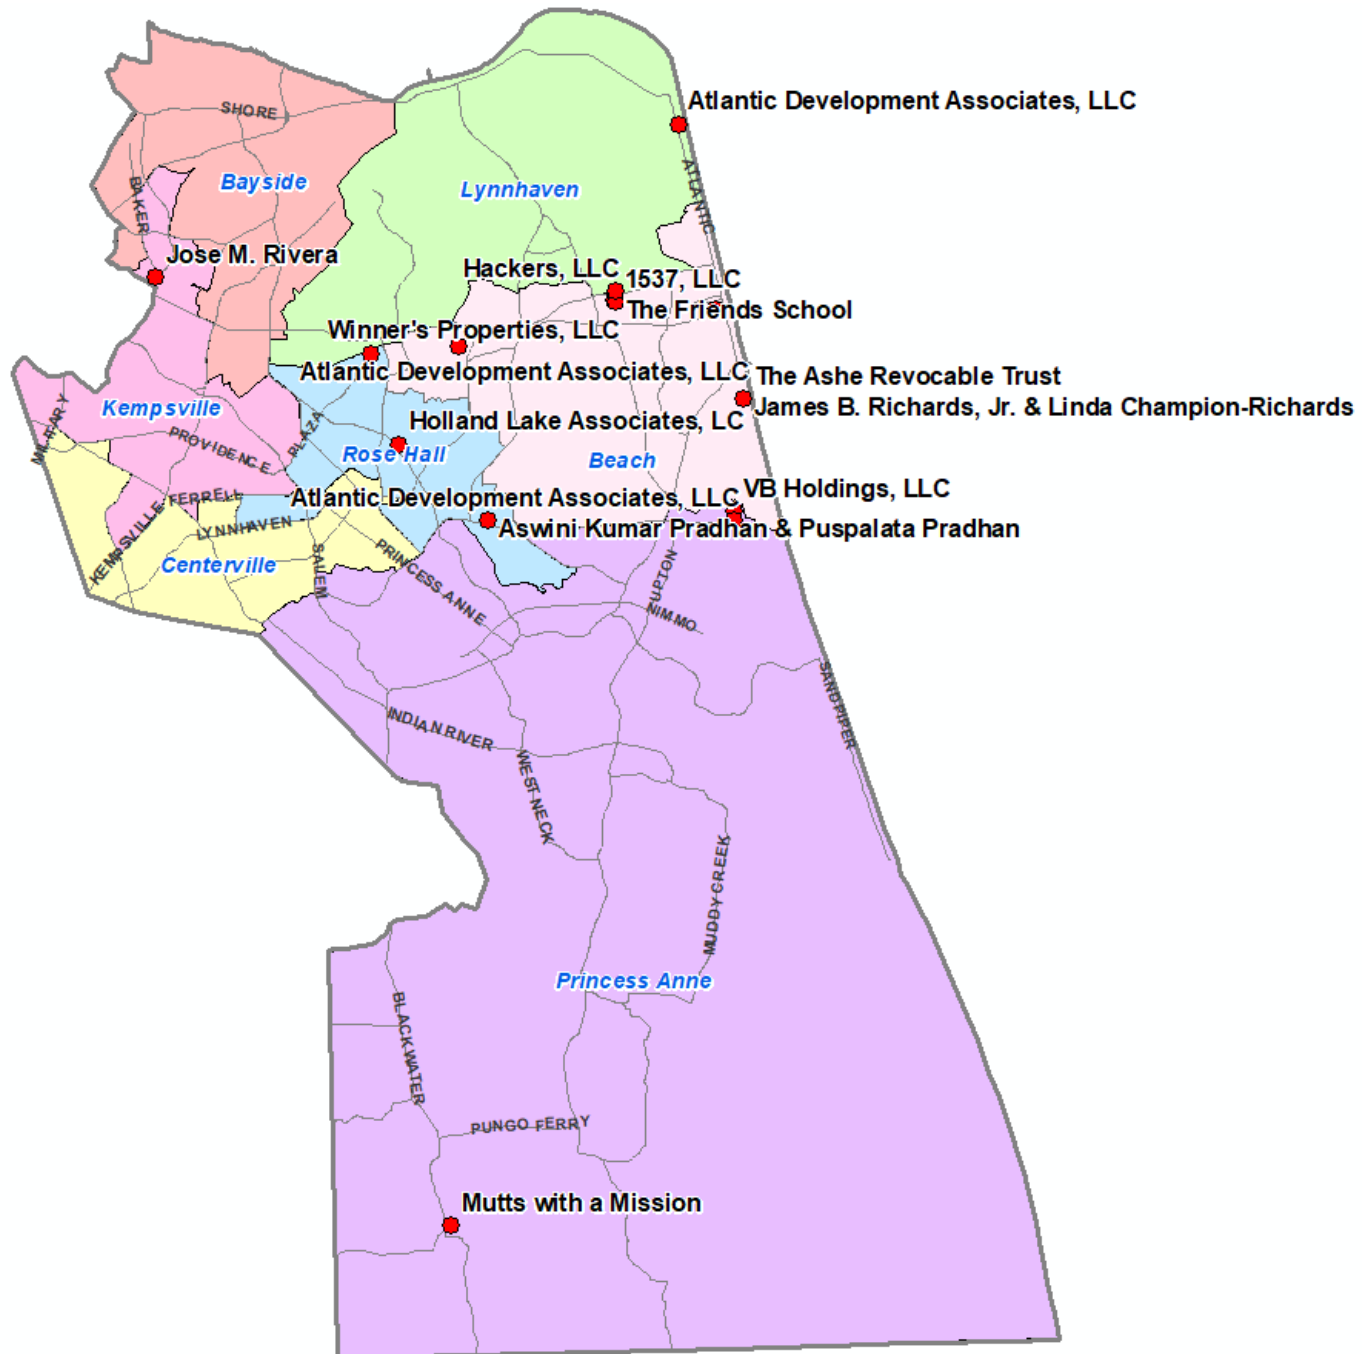 Atlantic Development Associates, LLC
SHORE
ATLANTIC
Bayside
Lynnhaven
BAKER
Jose M. Rivera
Hackers, LLC
1537, LLC
The Friends School
Winner's Properties, LLC
Atlantic Development Associates, LLC
The Ashe Revocable Trust
James B. Richards, Jr. & Linda Champion-Richards
Kempsville
MILITARY
PLAZA
Holland Lake Associates, LC
PROVIDENCE
Rose Hall
Beach
FERRELL
Atlantic Development Associates, LLC
VB Holdings, LLC
KEMPSVILLE
LYNNHAVEN
Aswini Kumar Pradhan & Puspalata Pradhan
Centerville
SALEM
PRINCESS ANNE
UPTON
NIMMO
SANDPIPER
INDIAN RIVER
WEST NECK
MUDDY CREEK
Princess Anne
BLACKWATER
PUNGO FERRY
Mutts with a Mission